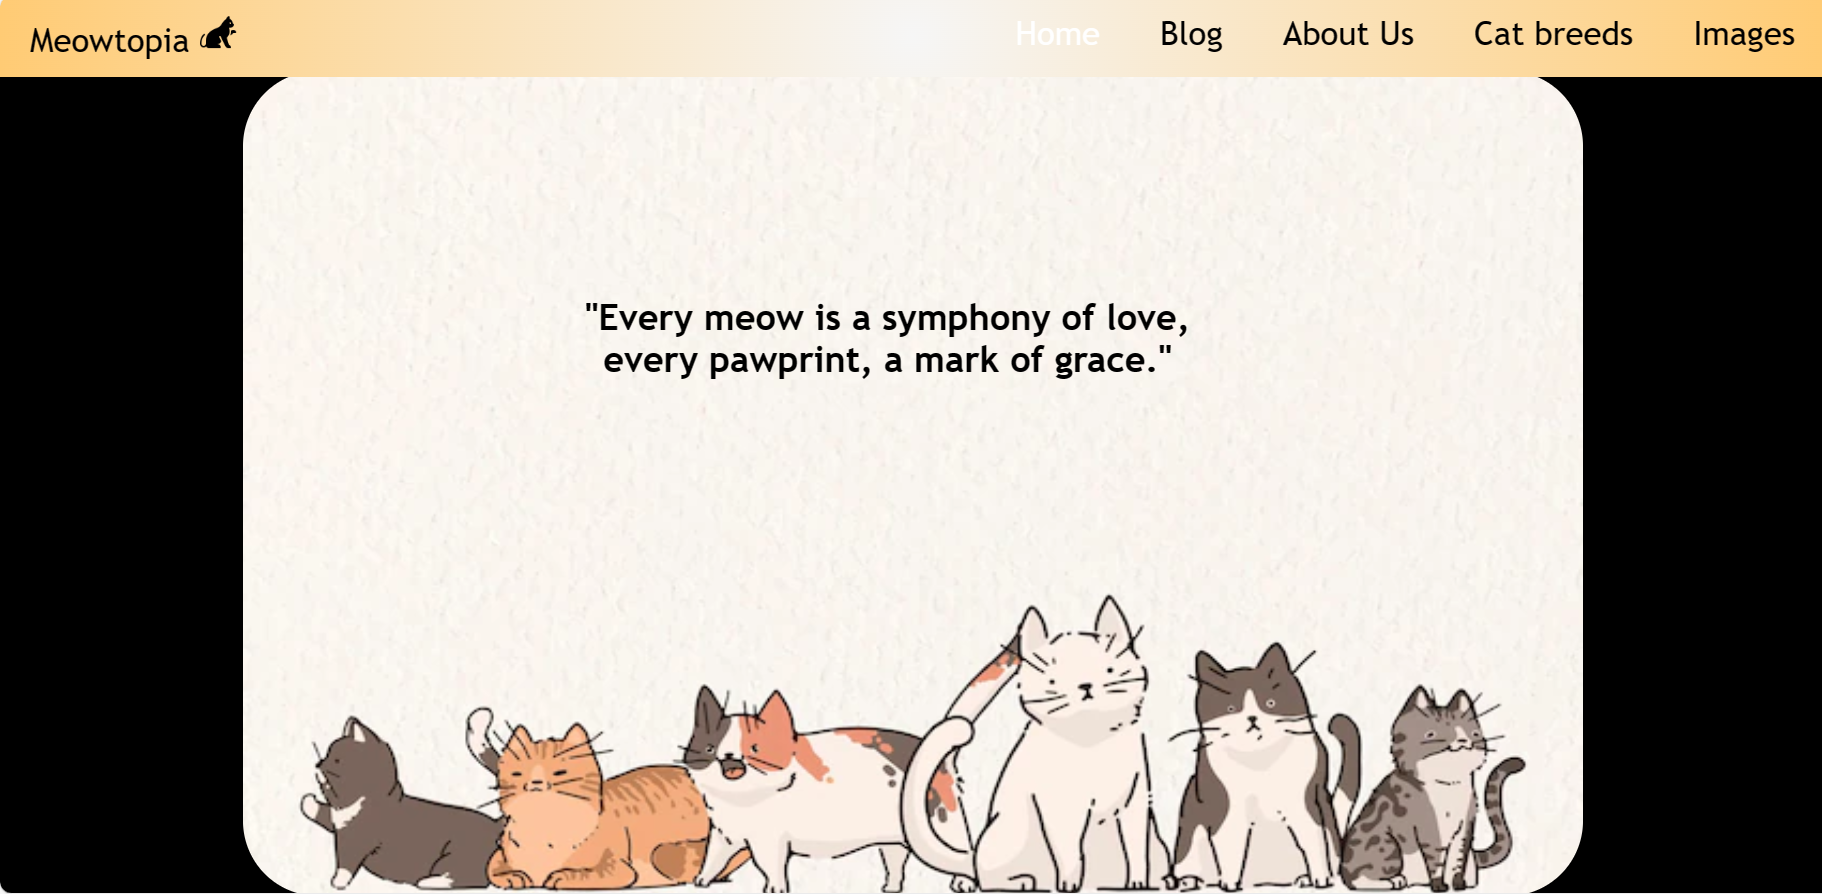 Meowtopia
Home Blog About Us Cat breeds Images
"Every meow is a symphony of love,
every pawprint, a mark of grace."